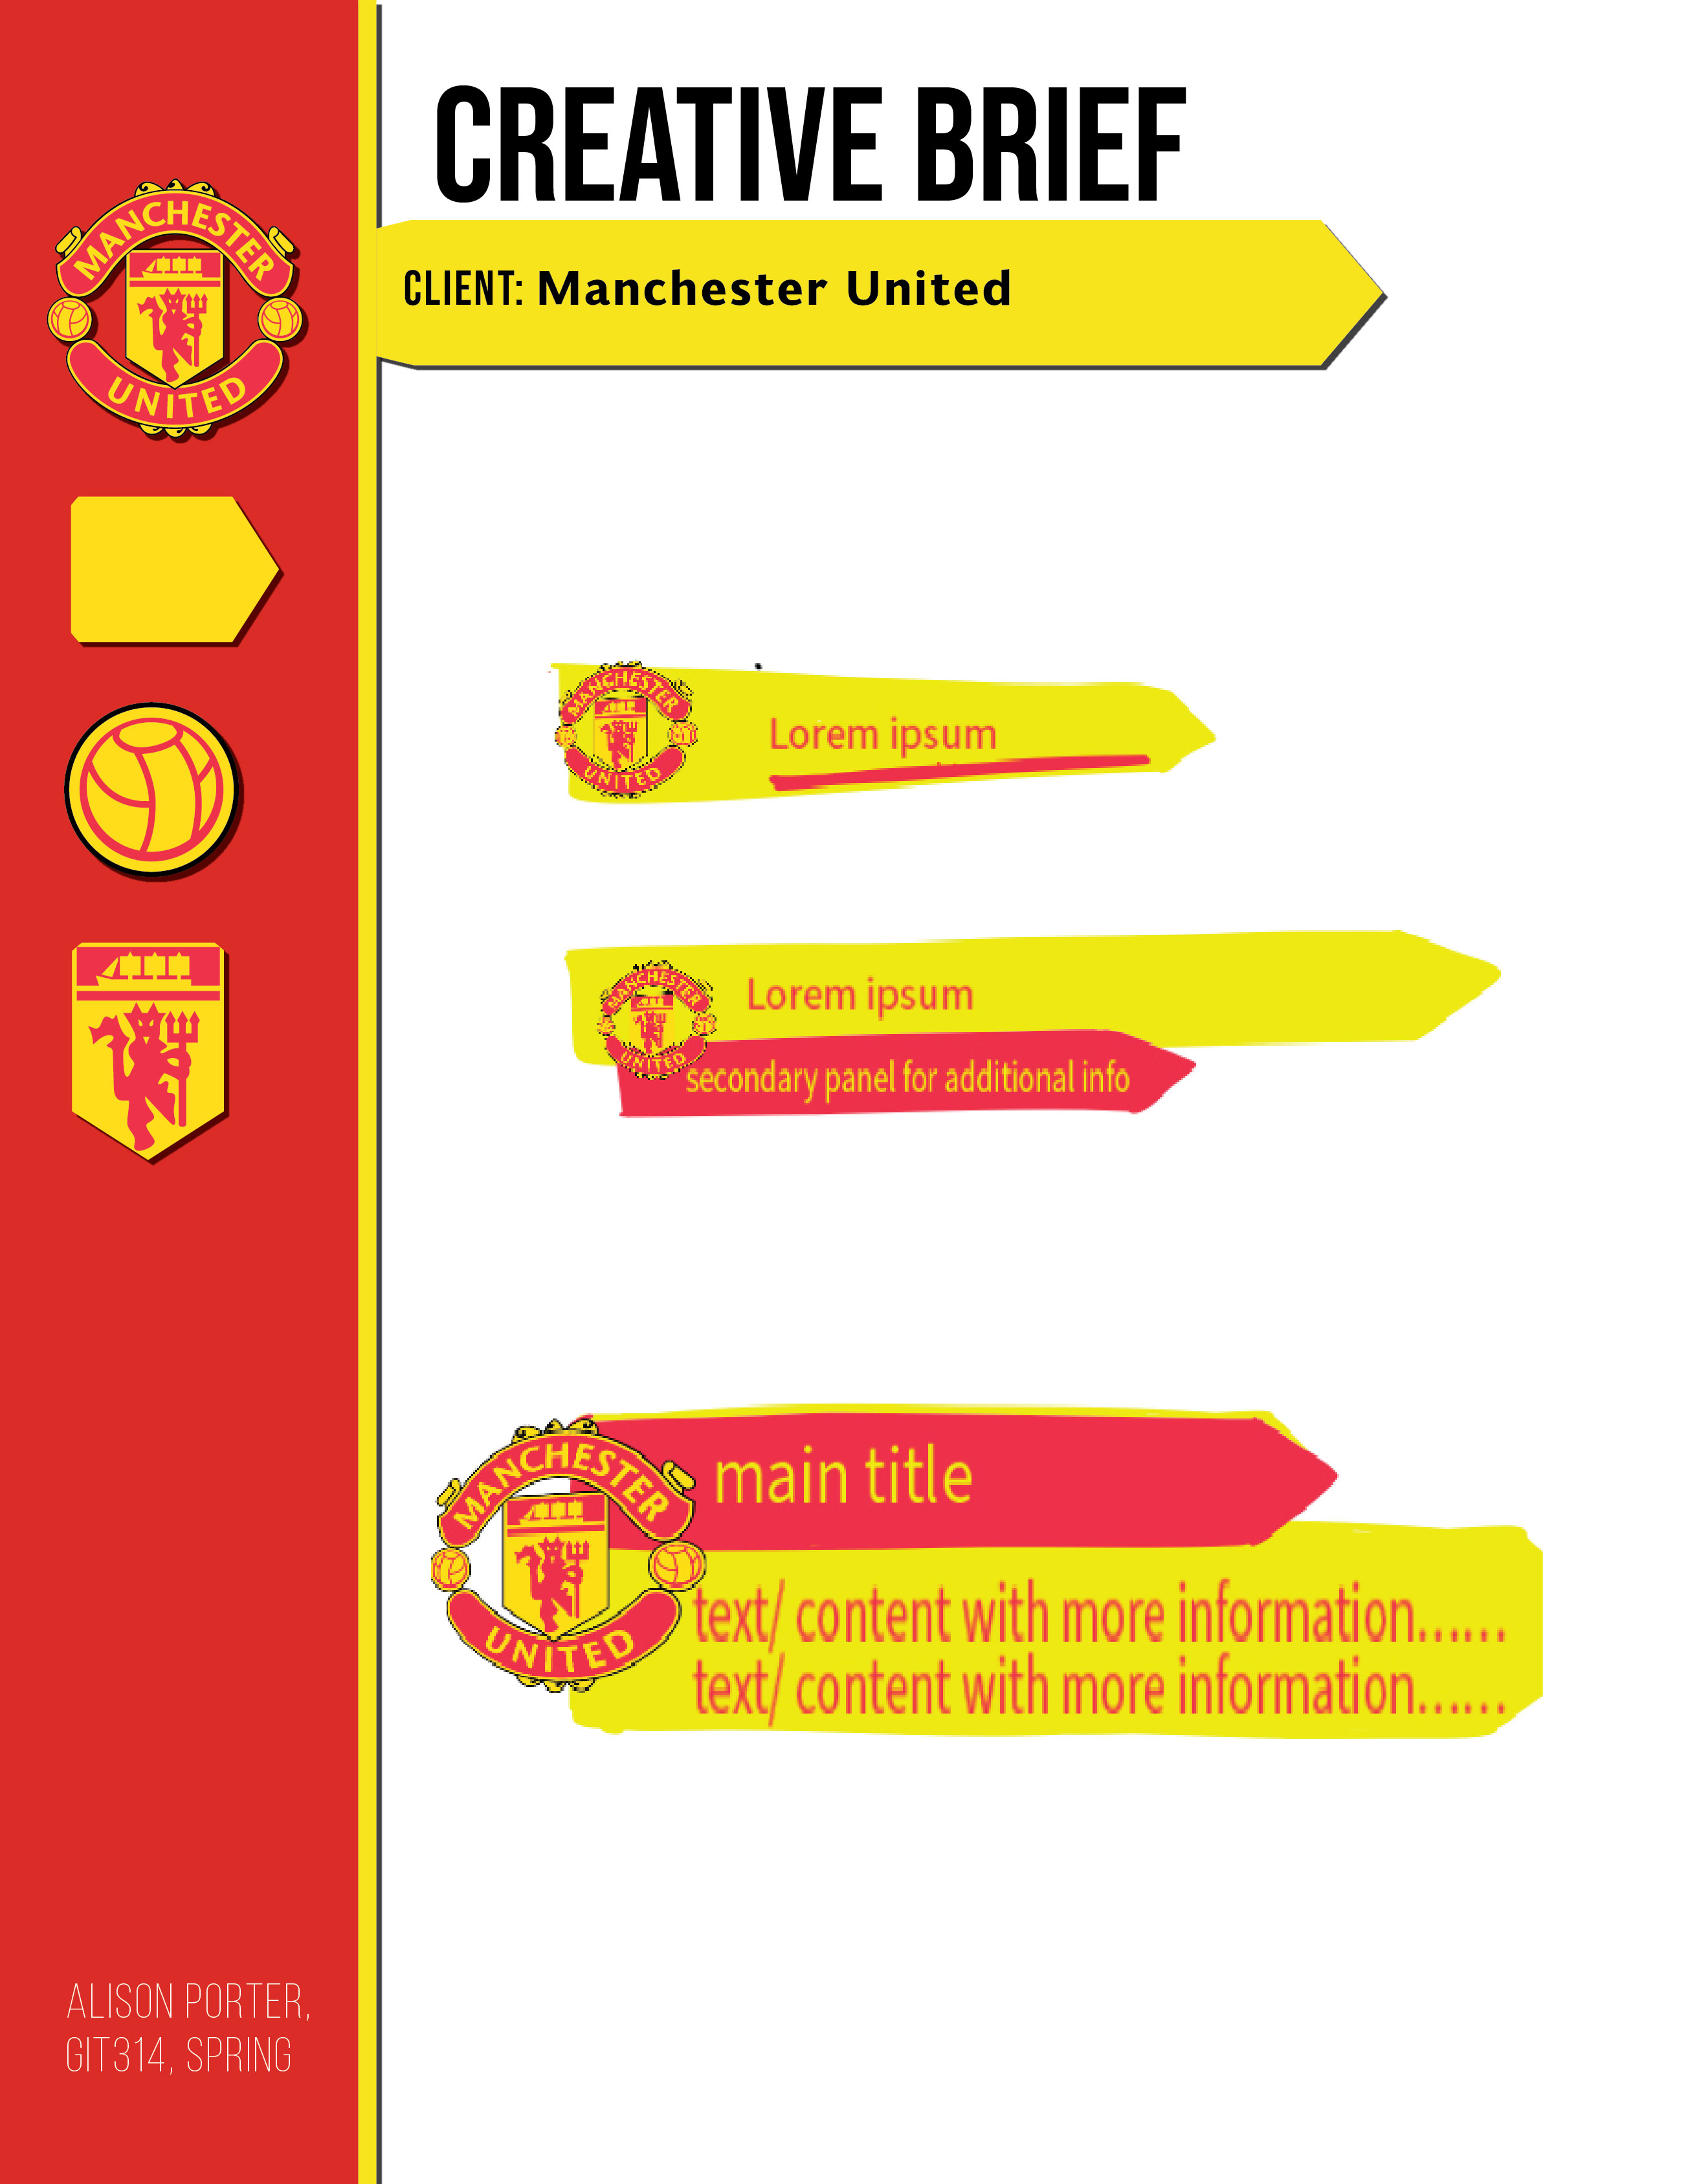 CREATIVE BRIEF
CLIENT: Manchester United
MANCHESTER
UNITED
MANCHESTER
Lorem ipsum
UNITED
MANCHESTER
Lorem ipsum
UNITED
secondary panel for additional info
MANCHESTER
main title
UNITED
text/ content with more information......
text/ content with more information......
ALISON PORTER,
GIT314, SPRING